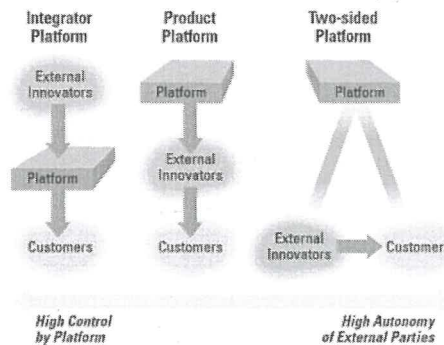 Integrator
Platform
Product
Platform
Two-sided
Platform
External
Innovators
Platform
Customers
Platform
External
Innovators
Customers
Platform
External
Innovators
Customer
High Control
by Platform
High Autonomy
of External Parties